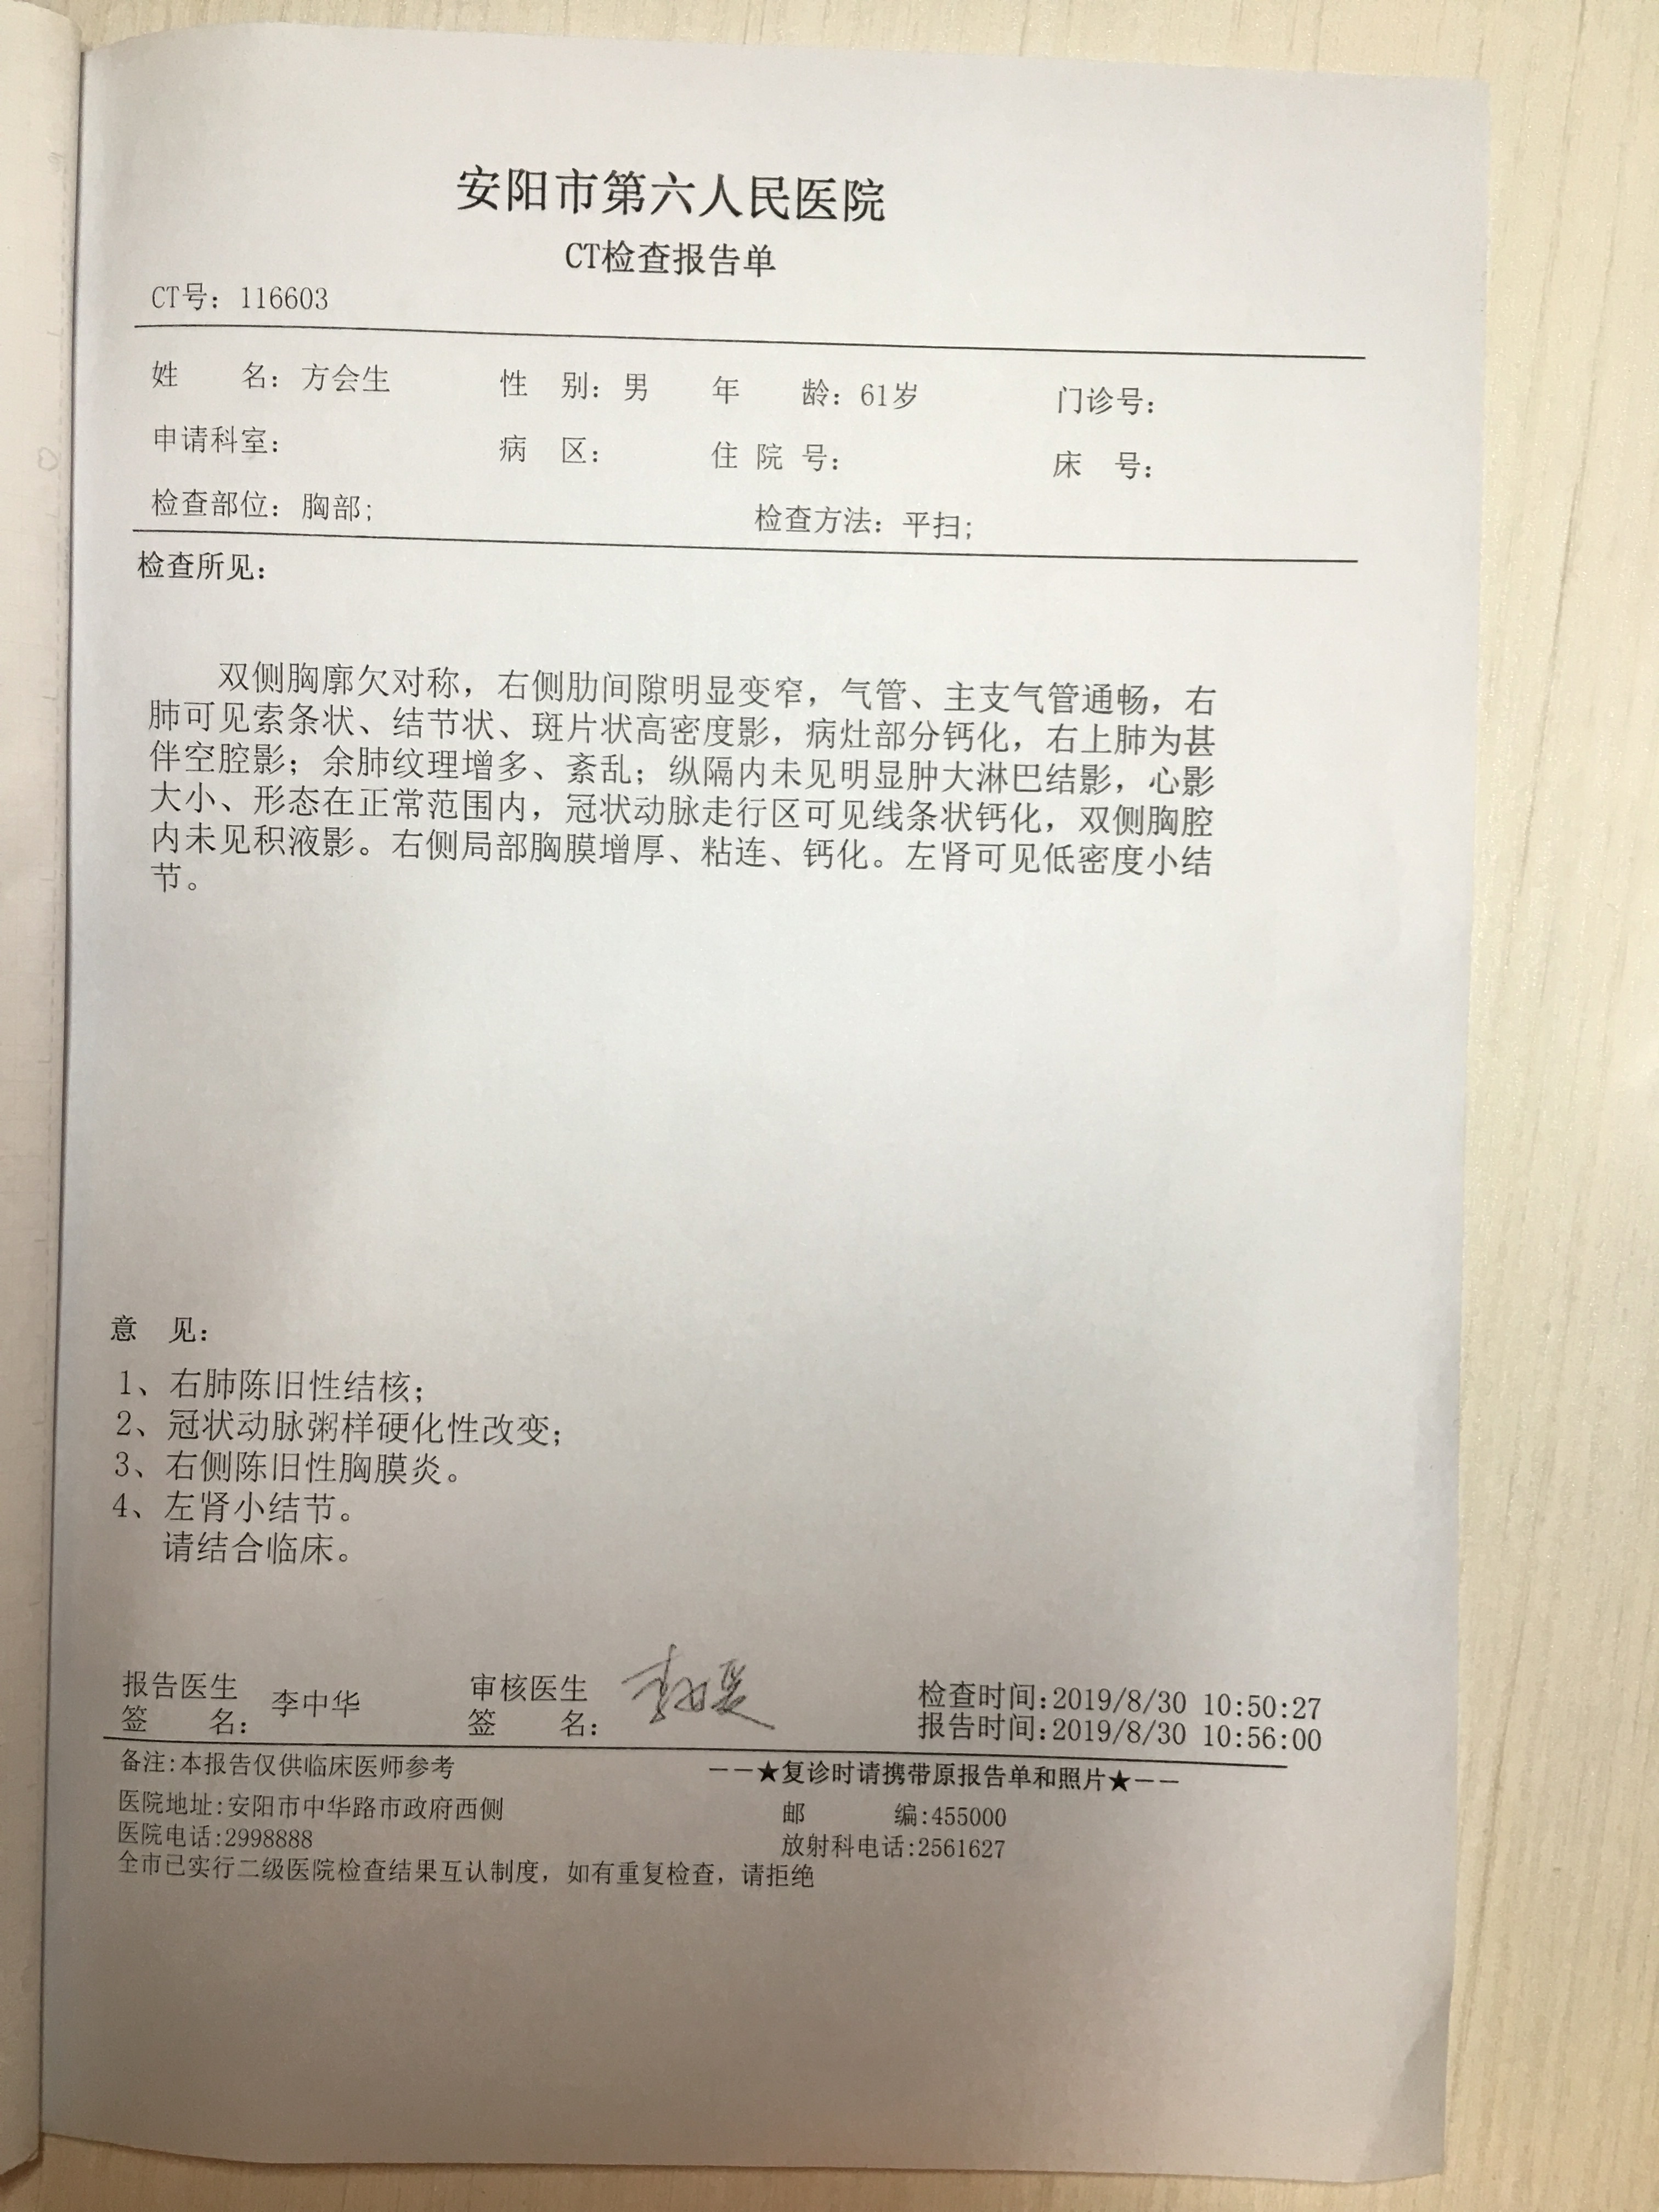 安阳市第六人民医院
CT检查报告单
CT号：116603
姓 名：方会生 性 别：男 年 龄：61岁 门诊号：
申请科室： 病 区： 住 院 号： 床 号：
检查部位：胸部; 检查方法：平扫;
检查所见：
双侧胸廓欠对称，右侧肋间隙明显变窄，气管、主支气管通畅，右
肺可见索条状、结节状、斑片状高密度影，病灶部分钙化，右上肺为甚
伴空腔影；余肺纹理增多、紊乱；纵隔内未见明显肿大淋巴结影，心影
大小、形态在正常范围内，冠状动脉走行区可见线条状钙化，双侧胸腔
内未见积液影。右侧局部胸膜增厚、粘连、钙化。左肾可见低密度小结
节。
意 见：
1、右肺陈旧性结核；
2、冠状动脉粥样硬化性改变；
3、右侧陈旧性胸膜炎。
4、左肾小结节。
请结合临床。
报告医生 审核医生 检查时间:2019/8/30 10:50:27
签 名： 李中华 签 名： 报告时间:2019/8/30 10:56:00
备注:本报告仅供临床医师参考 －－★复诊时请携带原报告单和照片★－－
医院地址:安阳市中华路市政府西侧 邮 编:455000
医院电话:2998888 放射科电话:2561627
全市已实行二级医院检查结果互认制度，如有重复检查，请拒绝